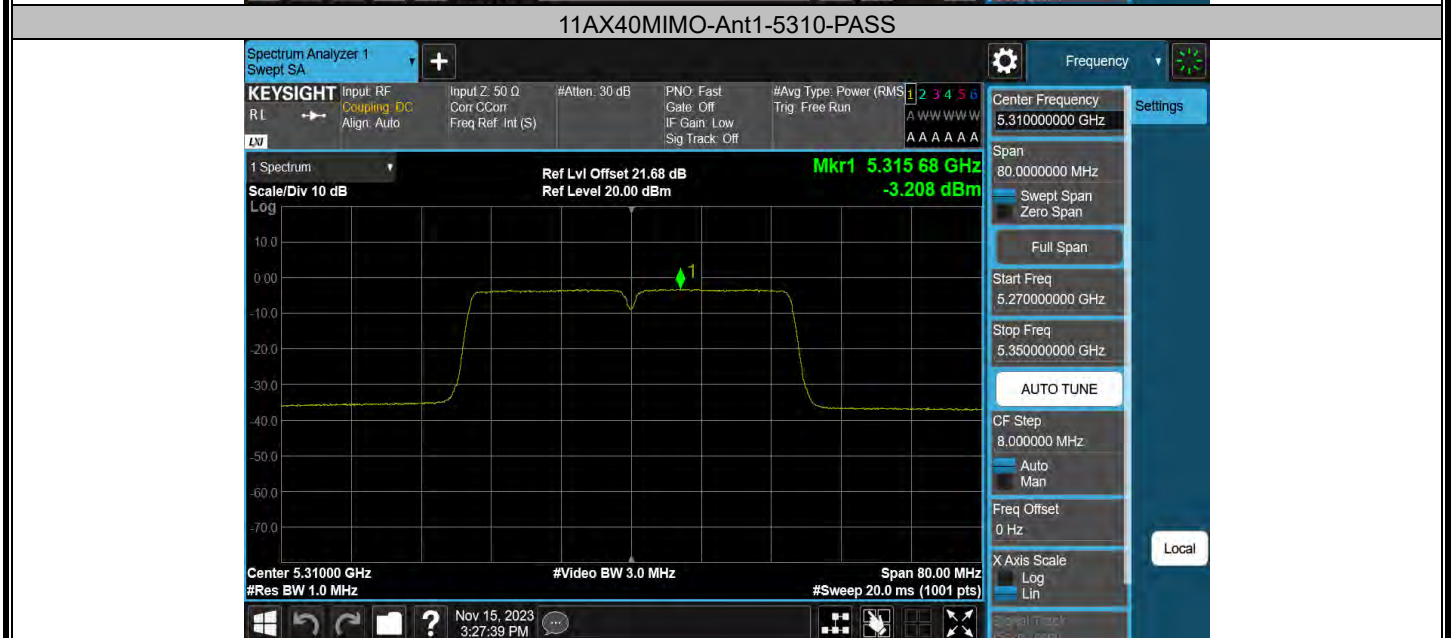 11AX40MIMO-Ant1-5310-PASS
Spectrum Analyzer 1
Swept SA
Frequency
KEYSIGHT
RL
LXI
Input: RF
Coupling: DC
Align: Auto
Input Z: 50 Ω
Corr CCorr
Freq Ref: Int (S)
#Atten: 30 dB
PNO: Fast
Gate: Off
IF Gain: Low
Sig Track: Off
#Avg Type: Power (RMS
Trig: Free Run
1 2 3 4 5 6
A WW WW W
A A A A A A
Center Frequency
5.310000000 GHz
Settings
1 Spectrum
Scale/Div 10 dB
Ref Lvl Offset 21.68 dB
Ref Level 20.00 dBm
Mkr1 5.315 68 GHz
-3.208 dBm
Log
10.0
0.00
-10.0
-20.0
-30.0
-40.0
-50.0
-60.0
-70.0
1
Span
80.0000000 MHz
Swept Span
Zero Span
Full Span
Start Freq
5.270000000 GHz
Stop Freq
5.350000000 GHz
AUTO TUNE
CF Step
8.000000 MHz
Auto
Man
Freq Offset
0 Hz
X Axis Scale
Log
Lin
Signal Track
Local
Center 5.31000 GHz
#Res BW 1.0 MHz
#Video BW 3.0 MHz
Span 80.00 MHz
#Sweep 20.0 ms (1001 pts)
?
Nov 15, 2023
3:27:39 PM